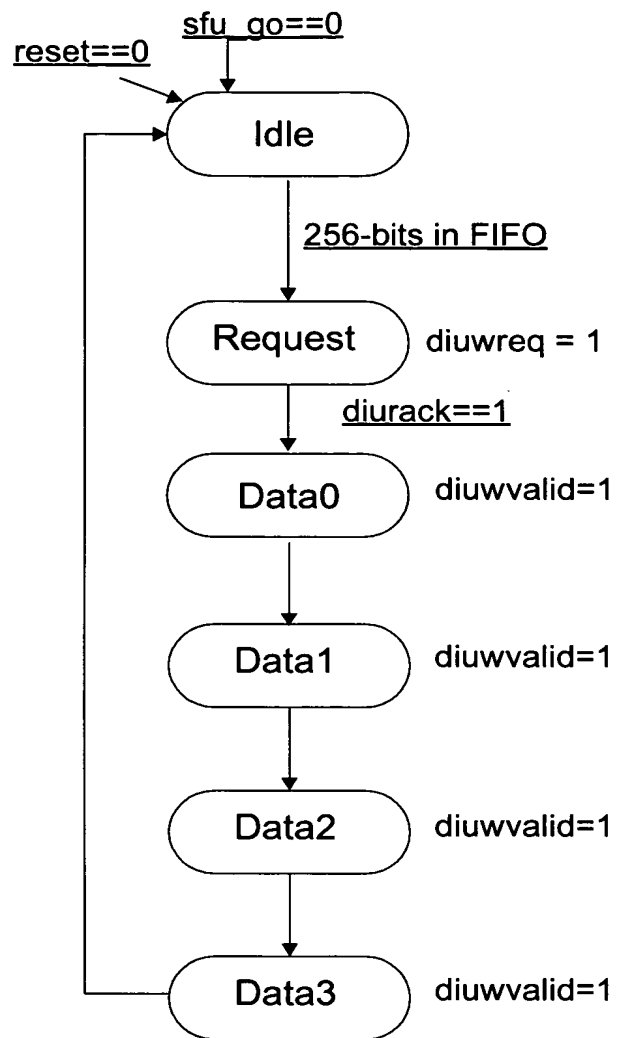 sfu_go==0
reset==0
Idle
256-bits in FIFO
Request
diuwreq = 1
diurack==1
Data0
diuwvalid=1
Data1
diuwvalid=1
Data2
diuwvalid=1
Data3
diuwvalid=1